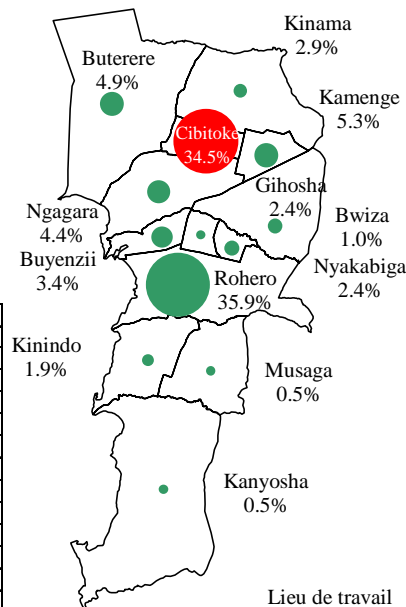 Kinama
2.9%
Buterere
4.9%
Kamenge
5.3%
Cibitoke
34.5%
Gihosha
2.4%
Ngagara
4.4%
Bwiza
1.0%
Buyenzii
3.4%
Rohero
35.9%
Nyakabiga
2.4%
Kinindo
1.9%
Musaga
0.5%
Kanyosha
0.5%
Lieu de travail